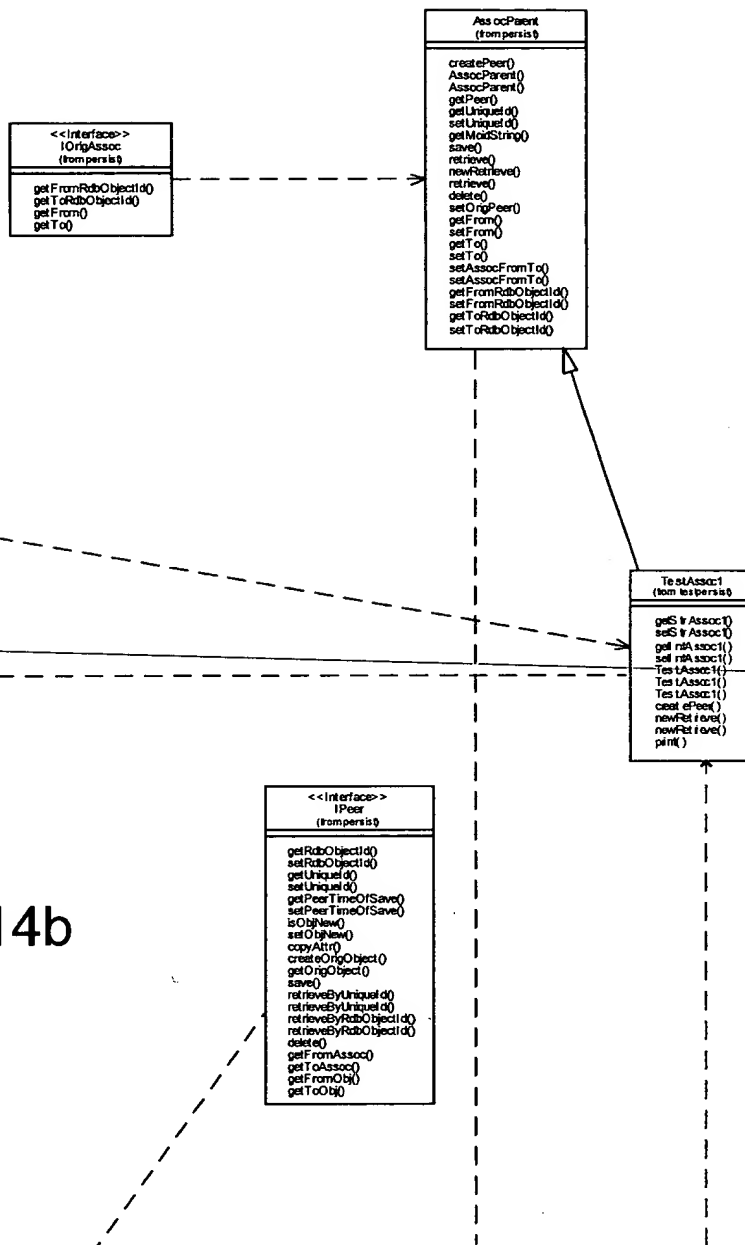 AssocParent
(from persist)
createPeer()
AssocParent()
AssocParent()
getPeer()
getUniqueId()
setUniqueId()
getMoidString()
save()
retrieve()
newRetrieve()
retrieve()
delete()
setOrigPeer()
getFrom()
setFrom()
getTo()
setTo()
setAssocFromTo()
setAssocFromTo()
getFromRdbObjectId()
setFromRdbObjectId()
getToRdbObjectId()
setToRdbObjectId()
<<Interface>>
IOrigAssoc
(from persist)
getFromRdbObjectId()
getToRdbObjectId()
getFrom()
getTo()
TestAssoc1
(from testpersist)
getStrAssoc1()
setStrAssoc1()
getIntAssoc1()
setIntAssoc1()
TestAssoc1()
TestAssoc1()
TestAssoc1()
createPeer()
newRetrieve()
newRetrieve()
print()
<<Interface>>
IPeer
(from persist)
getRdbObjectId()
setRdbObjectId()
getUniqueId()
setUniqueId()
getPeerTimeOfSave()
setPeerTimeOfSave()
isObjNew()
setObjNew()
copyAttr()
createOrigObject()
getOrigObject()
save()
retrieveByUniqueId()
retrieveByUniqueId()
retrieveByRdbObjectId()
retrieveByRdbObjectId()
delete()
getFromAssoc()
getToAssoc()
getFromObj()
getToObj()
14b